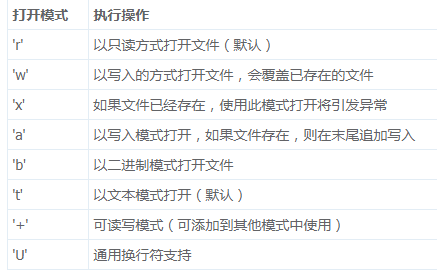 打开模式 执行操作
'r' 以只读方式打开文件（默认）
'w' 以写入的方式打开文件，会覆盖已存在的文件
'x' 如果文件已经存在，使用此模式打开将引发异常
'a' 以写入模式打开，如果文件存在，则在末尾追加写入
'b' 以二进制模式打开文件
't' 以文本模式打开（默认）
'+' 可读写模式（可添加到其他模式中使用）
'U' 通用换行符支持